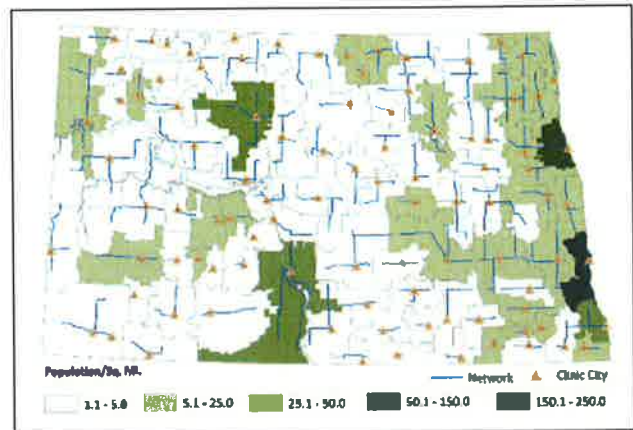 Population/Sq. Mi.
Network
Clinic City
1.1 - 5.0
5.1 - 25.0
25.1 - 50.0
50.1 - 150.0
150.1 - 250.0